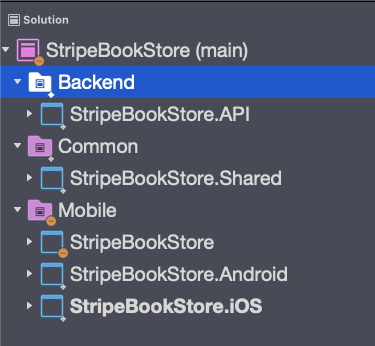 Solution
StripeBookStore (main)
Backend
StripeBookStore.API
Common
StripeBookStore.Shared
Mobile
StripeBookStore
StripeBookStore.Android
StripeBookStore.iOS